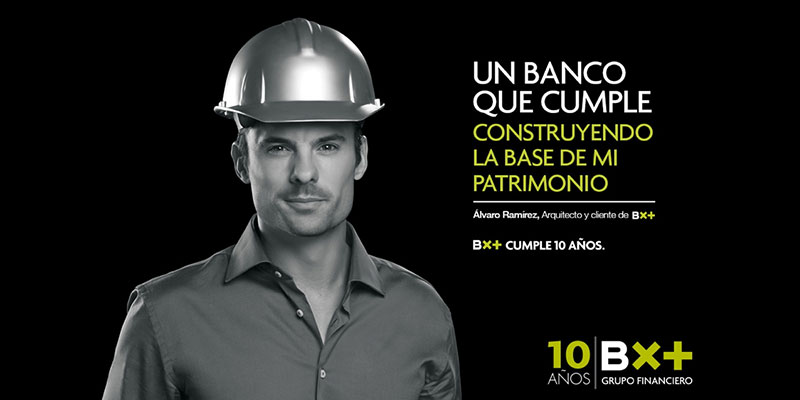 UN BANCO
QUE CUMPLE
CONSTRUYENDO
LA BASE DE MI
PATRIMONIO
Álvaro Ramírez, Arquitecto y cliente de BX+
BX+ CUMPLE 10 AÑOS.
10 AÑOS
BX+
GRUPO FINANCIERO